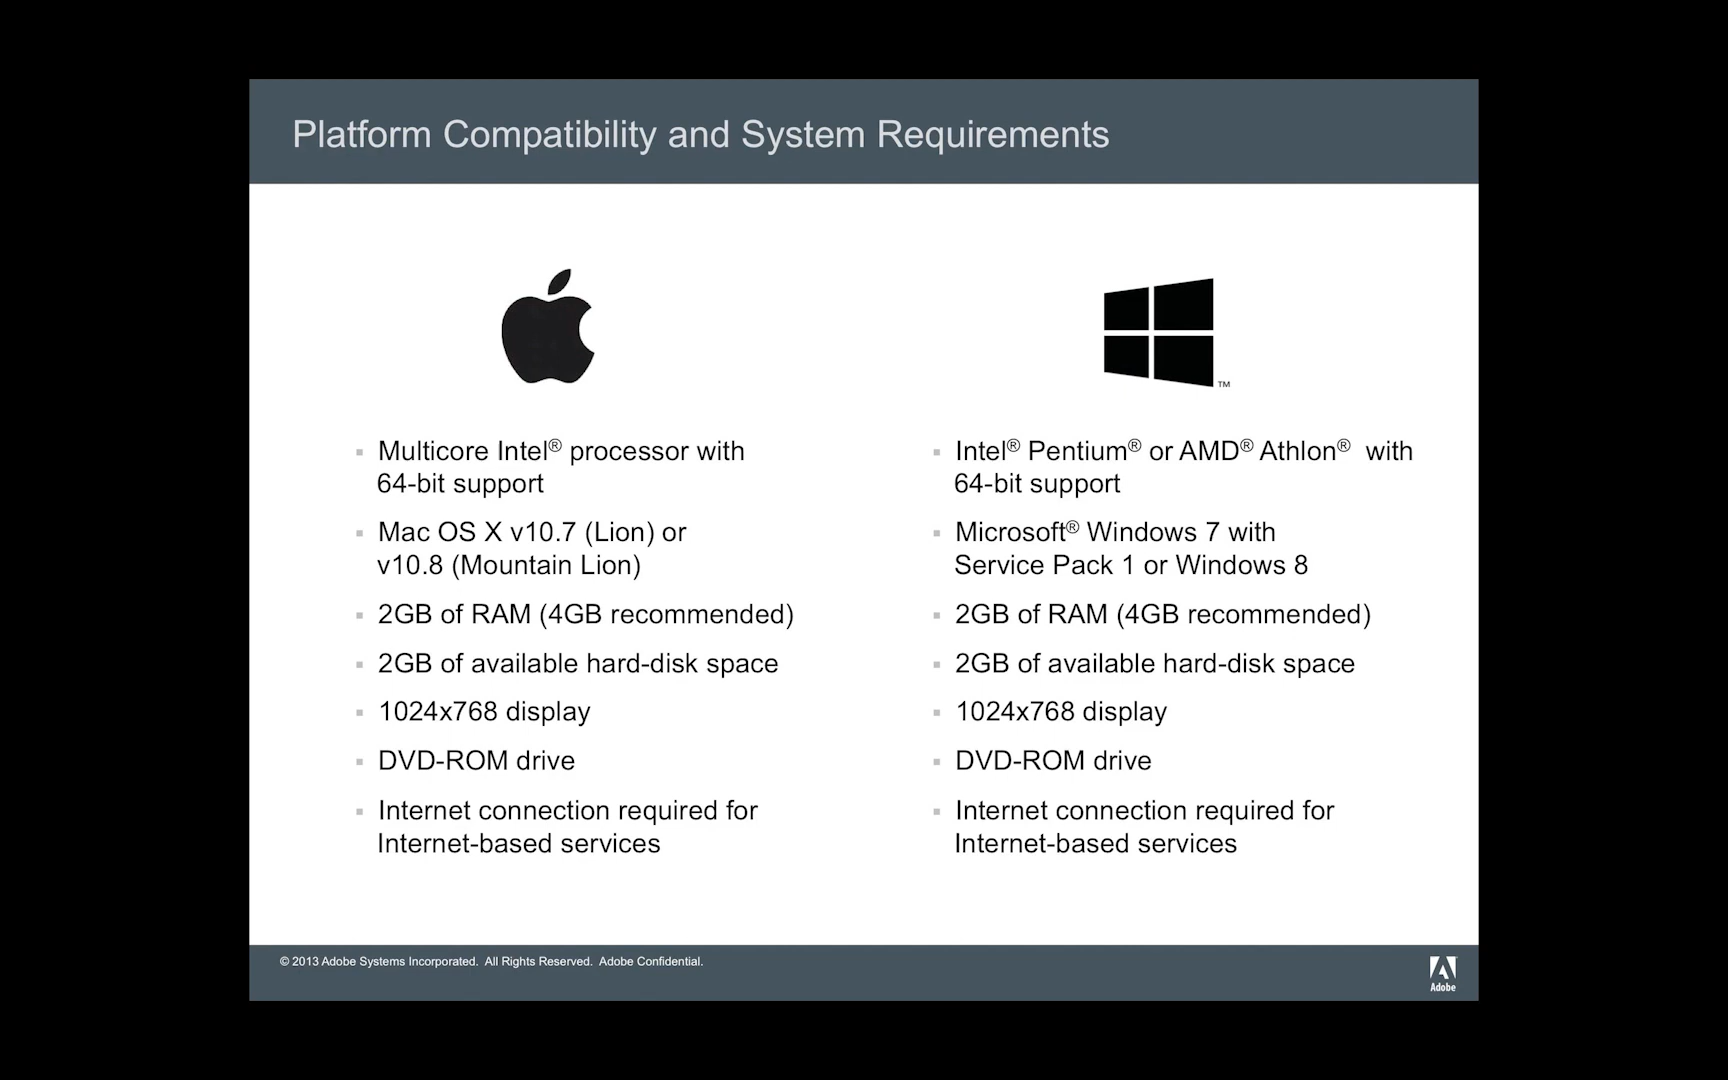 Platform Compatibility and System Requirements
TM
Multicore Intel® processor with
64-bit support
Mac OS X v10.7 (Lion) or
v10.8 (Mountain Lion)
2GB of RAM (4GB recommended)
2GB of available hard-disk space
1024x768 display
DVD-ROM drive
Internet connection required for
Internet-based services
Intel® Pentium® or AMD® Athlon®  with
64-bit support
Microsoft® Windows 7 with
Service Pack 1 or Windows 8
2GB of RAM (4GB recommended)
2GB of available hard-disk space
1024x768 display
DVD-ROM drive
Internet connection required for
Internet-based services
© 2013 Adobe Systems Incorporated.  All Rights Reserved.  Adobe Confidential.
Adobe